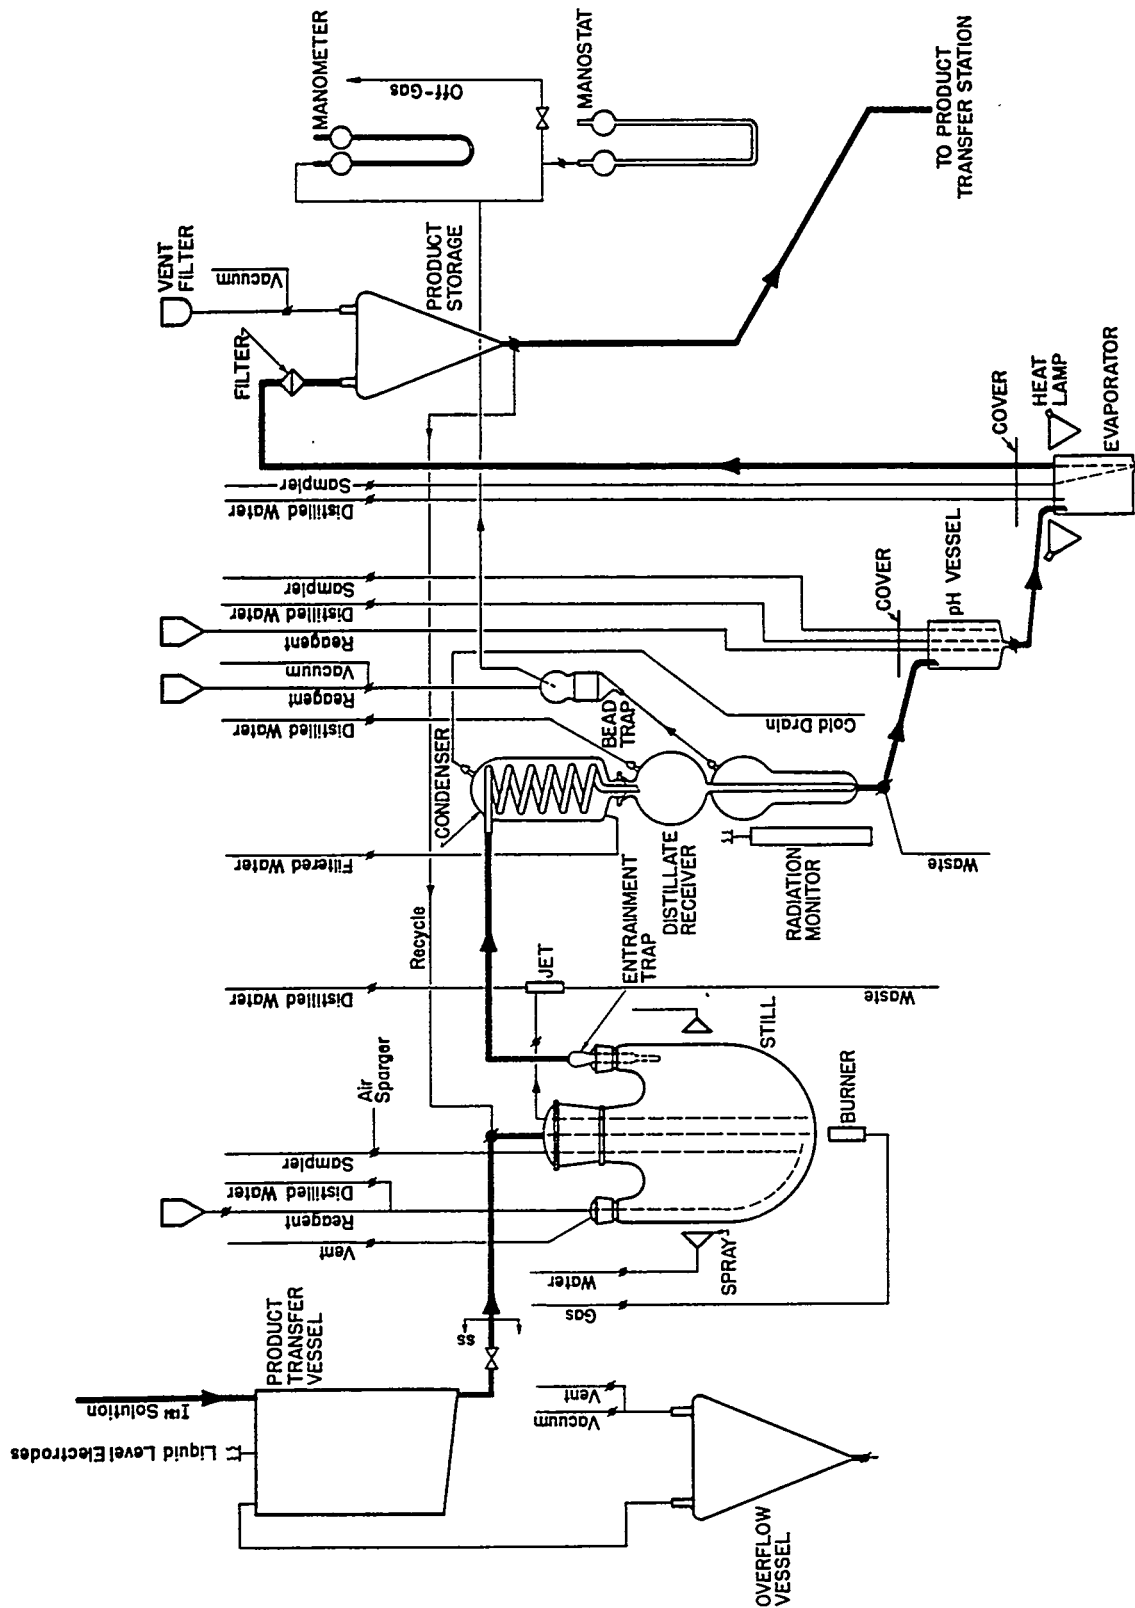 MANOMETER
Off-Gas
MANOSTAT
TO PRODUCT
TRANSFER STATION
VENT
FILTER
Vacuum
FILTER
PRODUCT
STORAGE
Sampler
Distilled Water
COVER
HEAT
LAMP
EVAPORATOR
Sampler
Distilled Water
Reagent
COVER
pH VESSEL
Vacuum
Reagent
Distilled Water
BEAD
TRAP
Cold Drain
CONDENSER
Filtered Water
DISTILLATE
RECEIVER
RADIATION
MONITOR
Waste
Recycle
ENTRAINMENT
TRAP
JET
Distilled Water
Waste
STILL
Air
Sparger
Sampler
Distilled Water
Reagent
Vent
BURNER
Water
SPRAY
Gas
SS
PRODUCT
TRANSFER
VESSEL
Solution
Liquid Level Electrodes
Vent
Vacuum
OVERFLOW
VESSEL